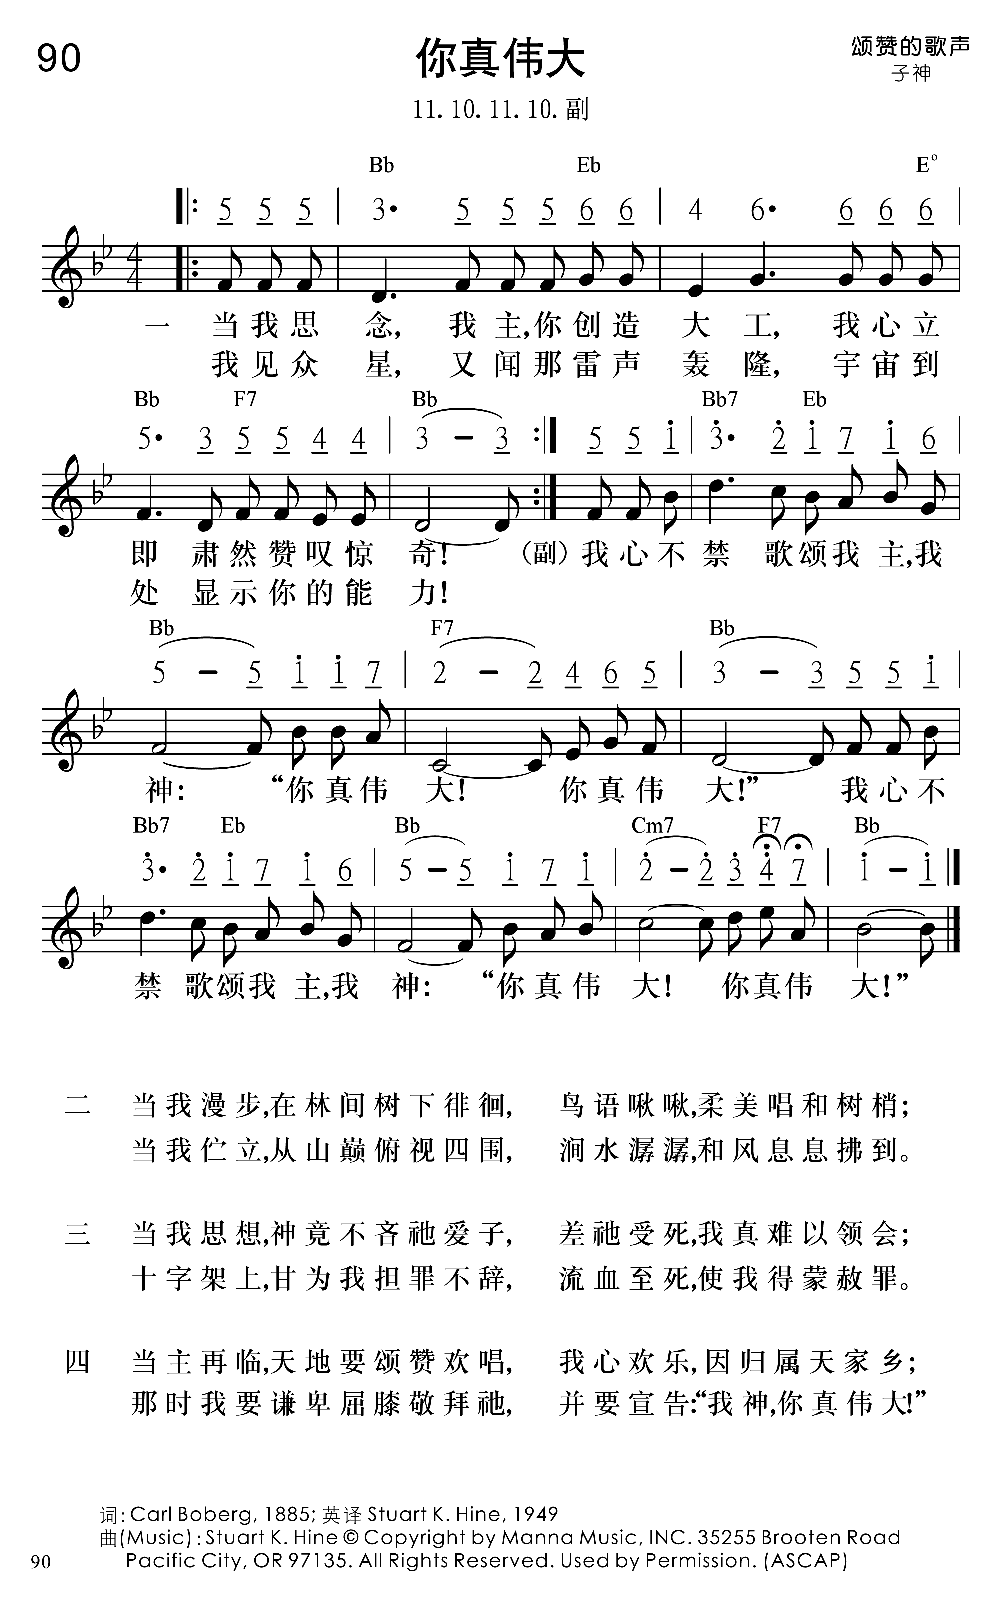 90
你真伟大
颂赞的歌声
子神
11. 10. 11. 10. 副
Bb Eb E°
5 5 5 | 3· 5 5 5 6 6 | 4 6· 6 6 6 |
一 当我思 念, 我主,你创造 大 工, 我心立
我见众 星, 又闻那雷声 轰 隆, 宇宙到
Bb F7 Bb Bb7 Eb
5· 3 5 5 4 4 | 3 – 3 :| 5 5 i | 3· 2 i 7 i 6 |
即 肃然赞叹惊 奇! (副)我心不 禁 歌颂我主,我
处 显示你的能 力!
Bb F7 Bb
5 – 5 i i 7 | 2 – 2 4 6 5 | 3 – 3 5 5 i |
神: “你真伟 大! 你真伟 大!” 我心不
Bb7 Eb Bb Cm7 F7 Bb
3· 2 i 7 i 6 | 5 – 5 i 7 i | 2 – 2 3 4 7 | i – i ‖
禁 歌颂我 主,我 神: “你真伟 大! 你真伟 大!”
二 当我漫步,在林间树下徘徊, 鸟语啾啾,柔美唱和树梢;
当我伫立,从山巅俯视四围, 涧水潺潺,和风息息拂到。
三 当我思想,神竟不吝祂爱子, 差祂受死,我真难以领会;
十字架上,甘为我担罪不辞, 流血至死,使我得蒙赦罪。
四 当主再临,天地要颂赞欢唱, 我心欢乐,因归属天家乡;
那时我要谦卑屈膝敬拜祂, 并要宣告:“我神,你真伟大!”
词: Carl Boberg, 1885; 英译 Stuart K. Hine, 1949
曲(Music) : Stuart K. Hine © Copyright by Manna Music, INC. 35255 Brooten Road
Pacific City, OR 97135. All Rights Reserved. Used by Permission. (ASCAP)
90